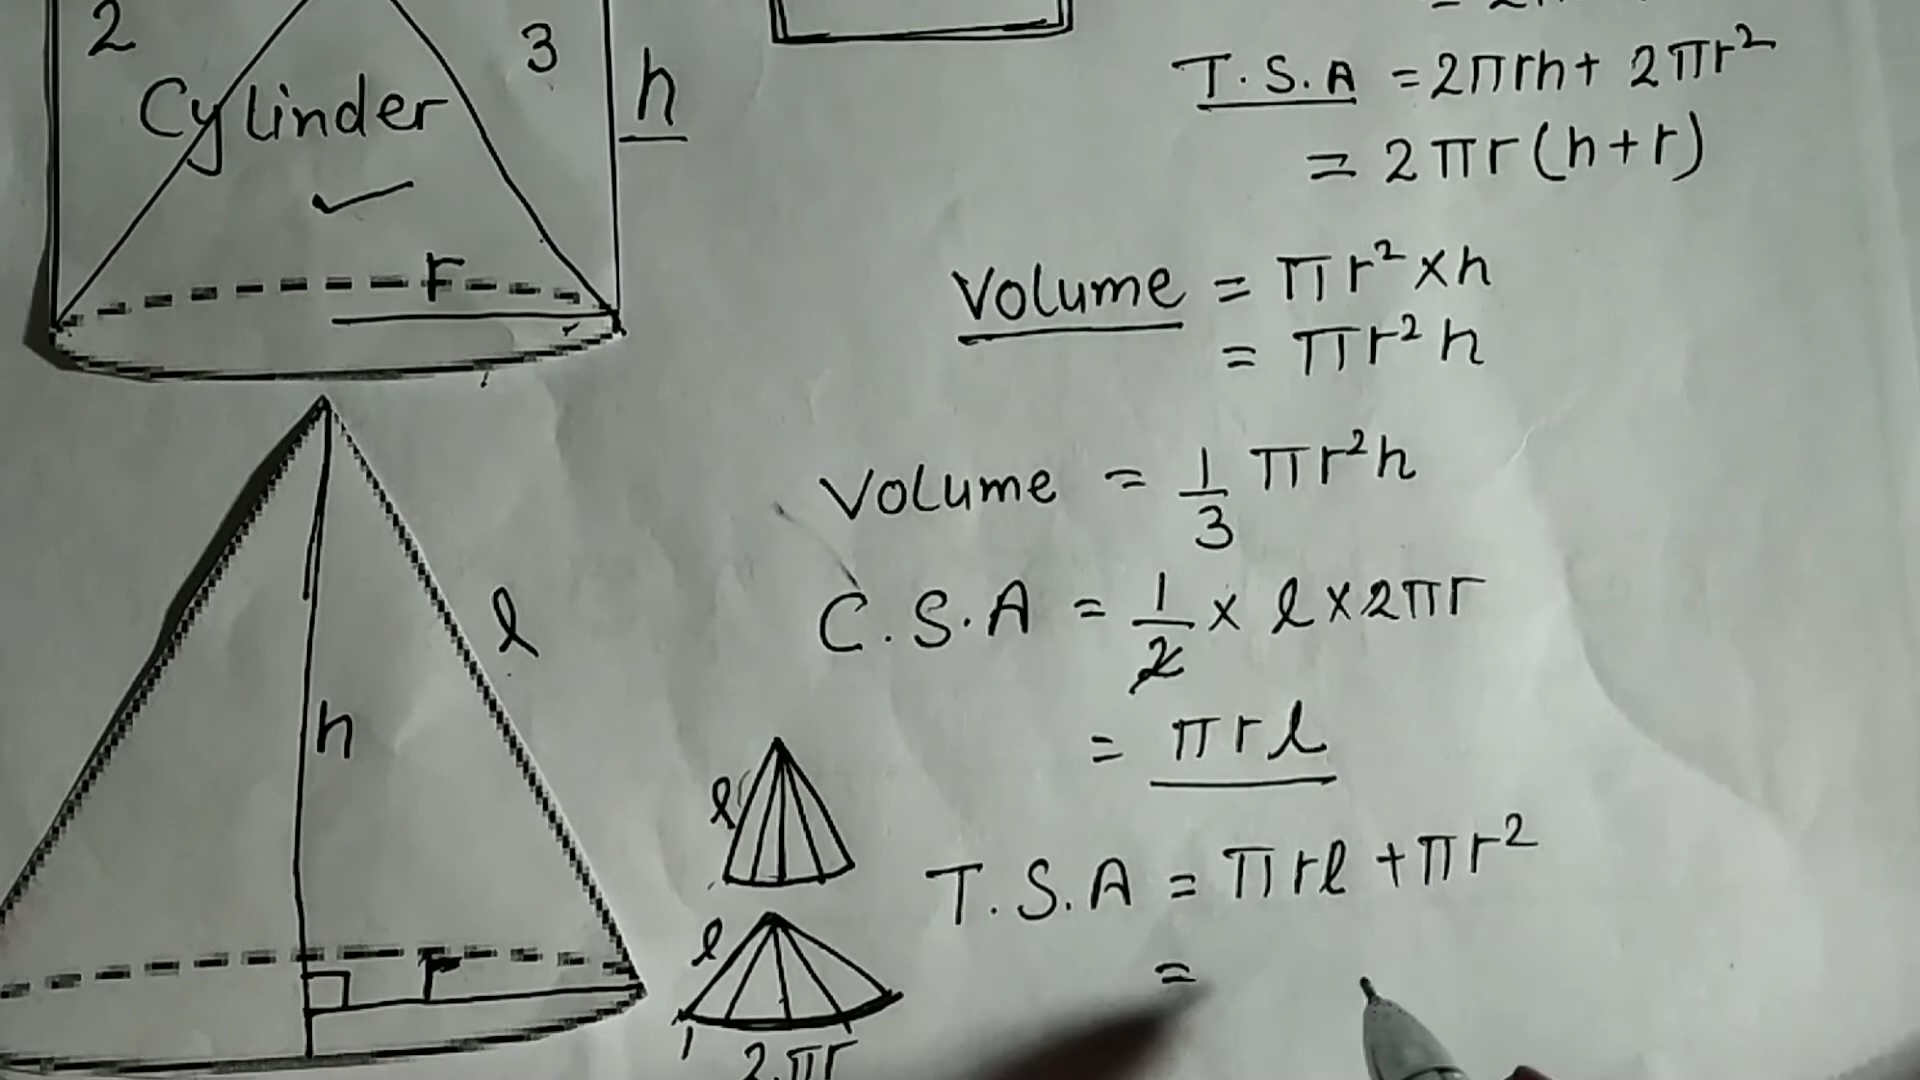 2
3
Cylinder
h
r
T.S.A = 2πrh + 2πr²
= 2πr(h+r)
Volume = πr² × h
= πr²h
Volume = 1/3 πr²h
C.S.A = 1/2 × l × 2πr
= πrl
T.S.A = πrl + πr²
=
l
h
r
l
l
2πr